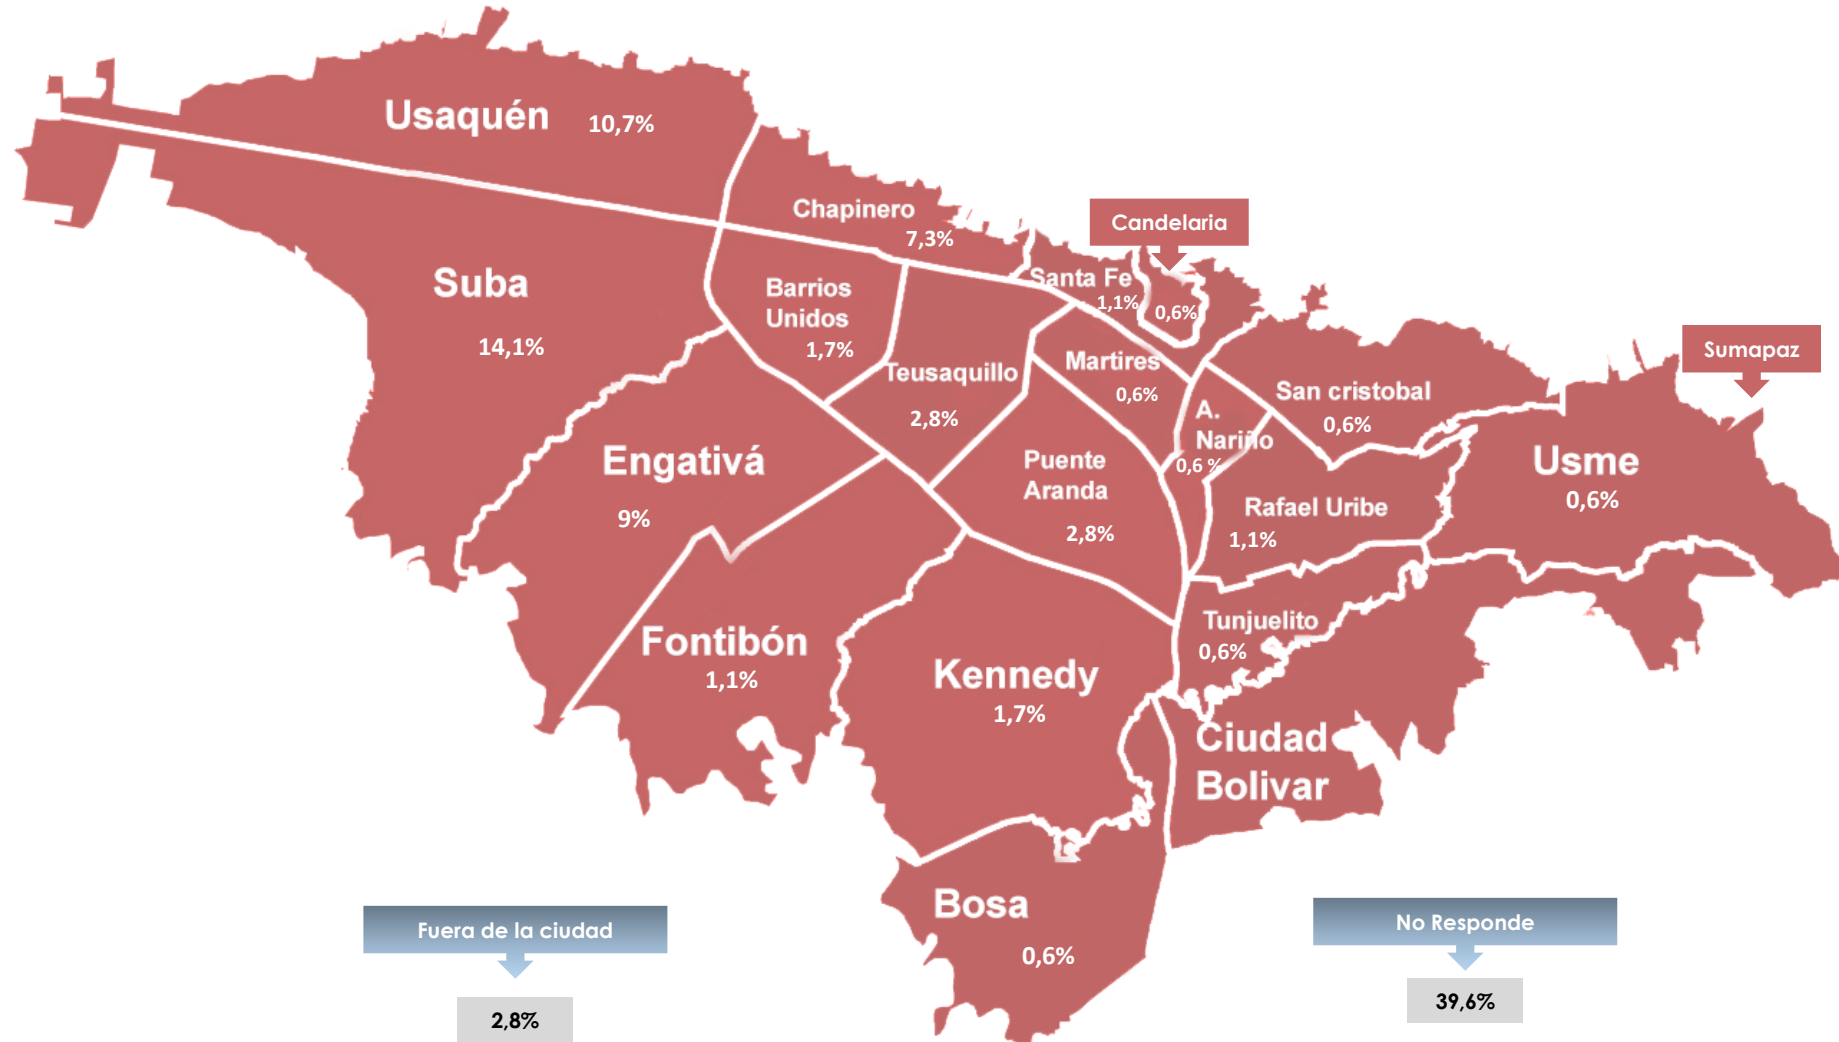 Usaquén 10,7%
Chapinero
7,3%
Candelaria
Suba
14,1%
Barrios
Unidos
1,7%
Santa Fe
1,1%
0,6%
Teusaquillo
2,8%
Martires
0,6%
A.
Nariño
0,6 %
San cristobal
0,6%
Sumapaz
Engativá
9%
Puente
Aranda
2,8%
Rafael Uribe
1,1%
Usme
0,6%
Fontibón
1,1%
Kennedy
1,7%
Tunjuelito
0,6%
Ciudad
Bolivar
Bosa
0,6%
Fuera de la ciudad
2,8%
No Responde
39,6%